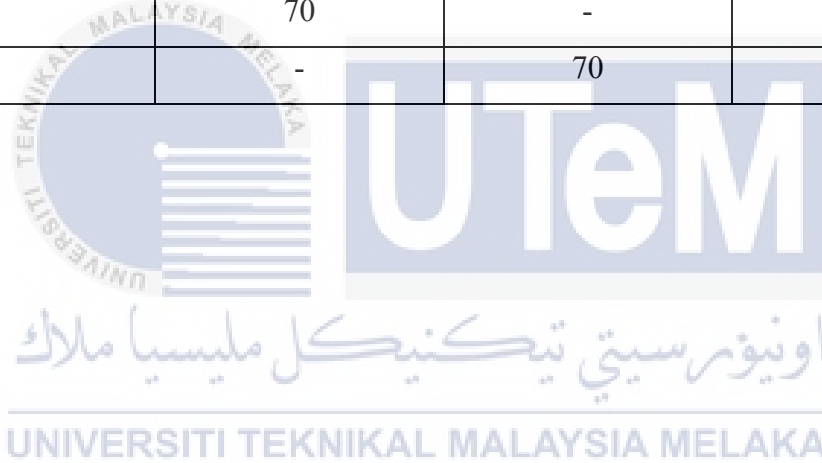 70 -
- 70
UNIVERSITI TEKNIKAL MALAYSIA MELAKA
UTeM
اونيۏرسيتي تيكنيكل مليسيا ملاك
UNIVERSITI TEKNIKAL MALAYSIA MELAKA